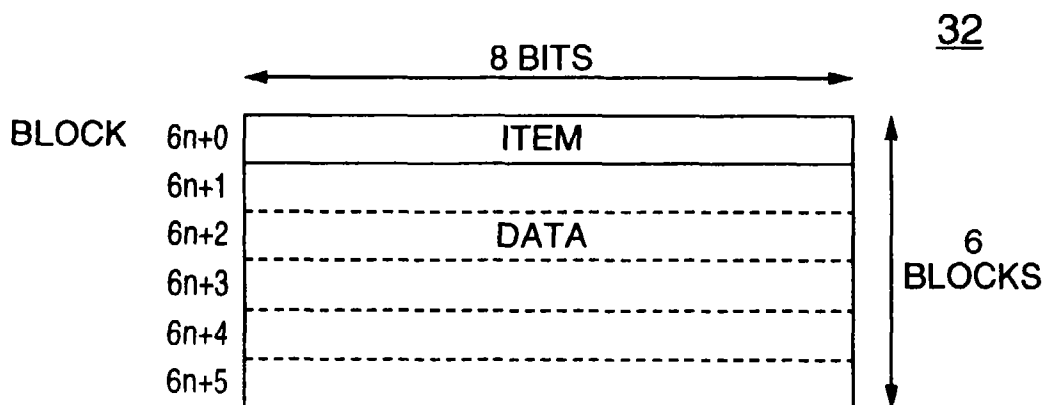 32
8 BITS
BLOCK 6n+0 ITEM
6n+1
6n+2 DATA
6n+3
6n+4
6n+5
6
BLOCKS